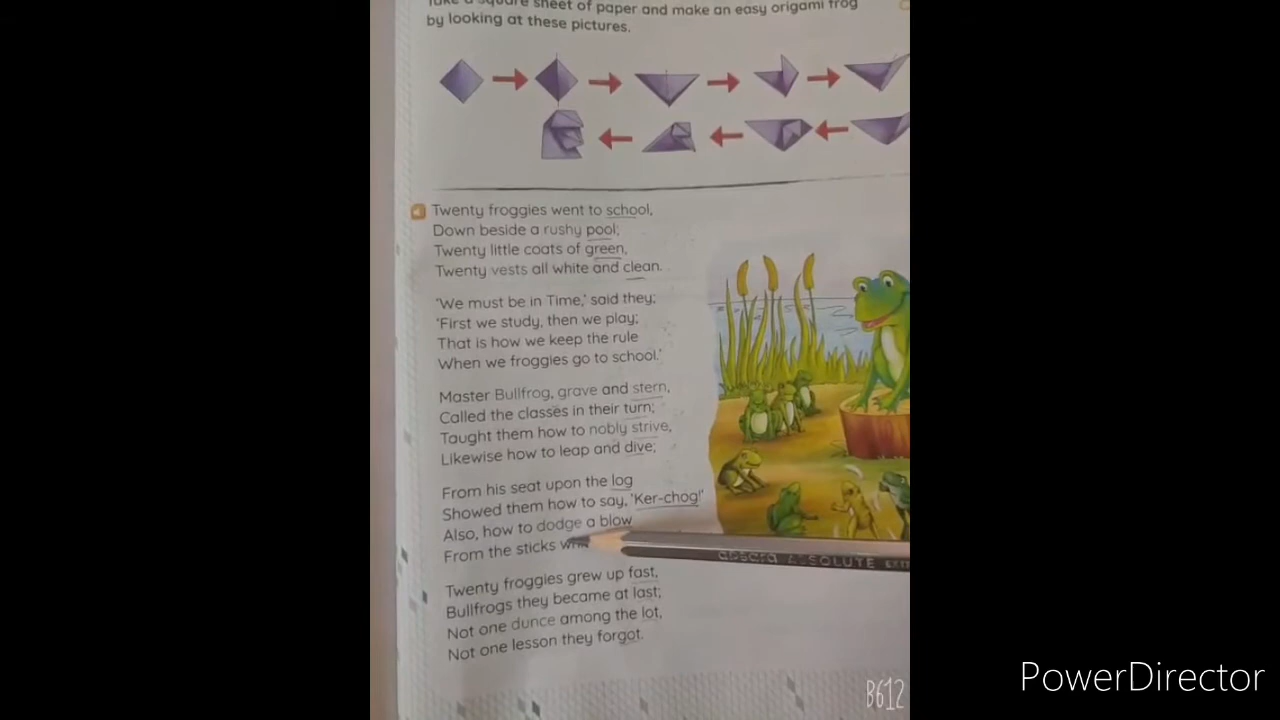 Take a square sheet of paper and make an easy origami frog
by looking at these pictures.
Twenty froggies went to school,
Down beside a rushy pool;
Twenty little coats of green,
Twenty vests all white and clean.
'We must be in Time,' said they;
'First we study, then we play;
That is how we keep the rule
When we froggies go to school.'
Master Bullfrog, grave and stern,
Called the classes in their turn;
Taught them how to nobly strive,
Likewise how to leap and dive;
From his seat upon the log
Showed them how to say, 'Ker-chog!'
Also, how to dodge a blow
From the sticks
apsara ABSOLUTE
Twenty froggies grew up fast,
Bullfrogs they became at last;
Not one dunce among the lot,
Not one lesson they forgot.
PowerDirector
B612